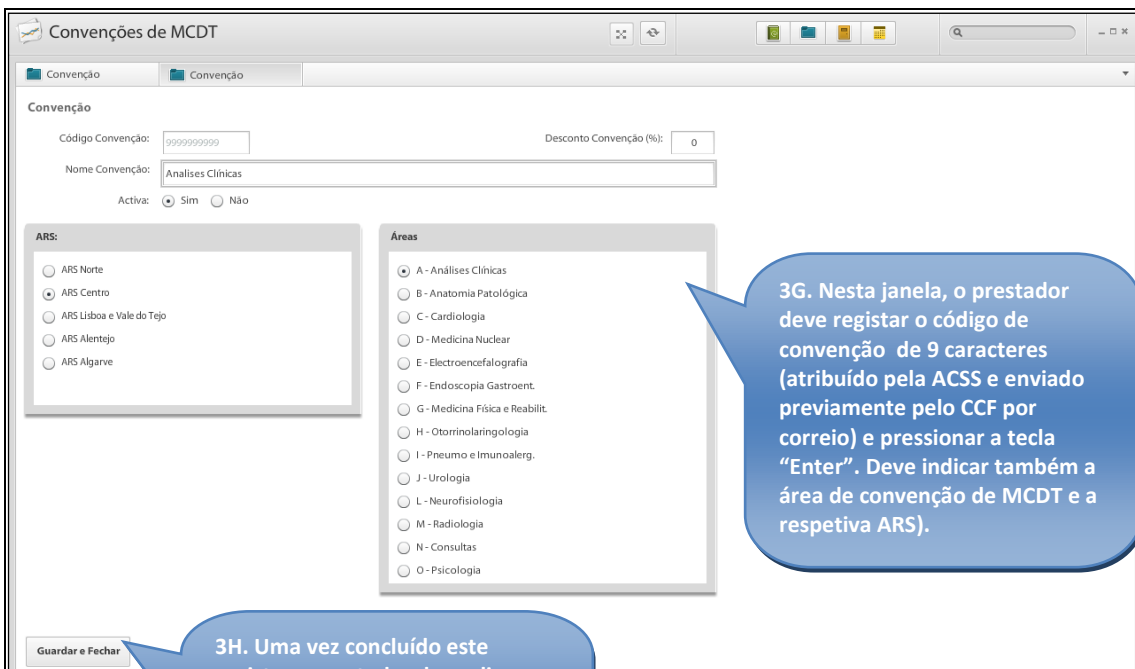 Convenções de MCDT
Convenção
Convenção
Convenção
Código Convenção:
9999999999
Desconto Convenção (%):
0
Nome Convenção:
Analises Clínicas
Activa:
Sim
Não
ARS:
ARS Norte
ARS Centro
ARS Lisboa e Vale do Tejo
ARS Alentejo
ARS Algarve
Áreas
A - Análises Clínicas
B - Anatomia Patológica
C - Cardiologia
D - Medicina Nuclear
E - Electroencefalografia
F - Endoscopia Gastroent.
G - Medicina Física e Reabilit.
H - Otorrinolaringologia
I - Pneumo e Imunoalerg.
J - Urologia
L - Neurofisiologia
M - Radiologia
N - Consultas
O - Psicologia
3G. Nesta janela, o prestador
deve registar o código de
convenção de 9 caracteres
(atribuído pela ACSS e enviado
previamente pelo CCF por
correio) e pressionar a tecla
“Enter”. Deve indicar também a
área de convenção de MCDT e a
respetiva ARS).
Guardar e Fechar
3H. Uma vez concluído este